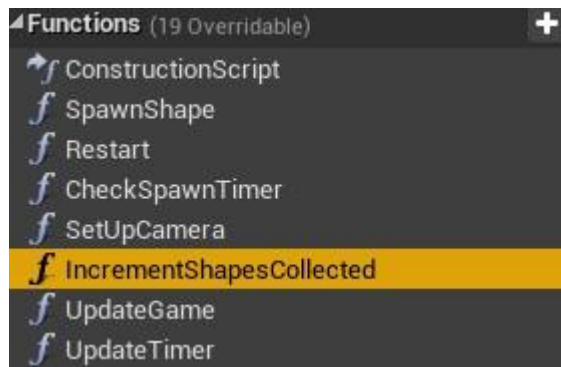 Functions (19 Overridable)
ConstructionScript
SpawnShape
Restart
CheckSpawnTimer
SetUpCamera
IncrementShapesCollected
UpdateGame
UpdateTimer